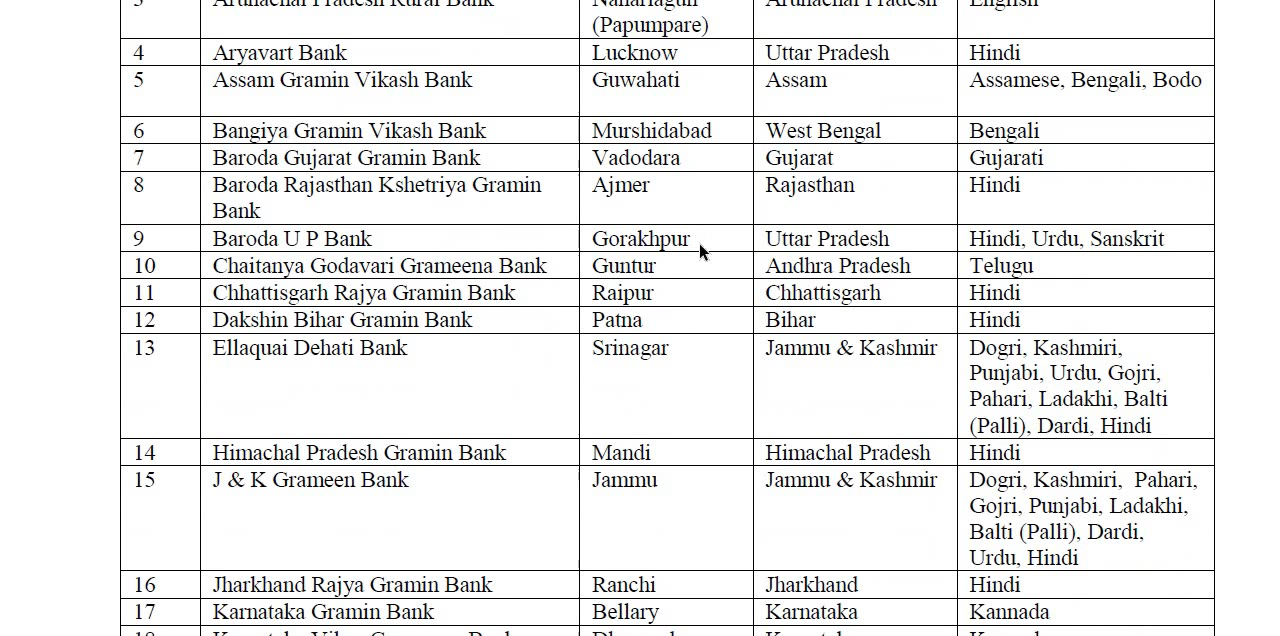 (Papumpare)
4 Aryavart Bank Lucknow Uttar Pradesh Hindi
5 Assam Gramin Vikash Bank Guwahati Assam Assamese, Bengali, Bodo
6 Bangiya Gramin Vikash Bank Murshidabad West Bengal Bengali
7 Baroda Gujarat Gramin Bank Vadodara Gujarat Gujarati
8 Baroda Rajasthan Kshetriya Gramin Ajmer Rajasthan Hindi
Bank
9 Baroda U P Bank Gorakhpur Uttar Pradesh Hindi, Urdu, Sanskrit
10 Chaitanya Godavari Grameena Bank Guntur Andhra Pradesh Telugu
11 Chhattisgarh Rajya Gramin Bank Raipur Chhattisgarh Hindi
12 Dakshin Bihar Gramin Bank Patna Bihar Hindi
13 Ellaquai Dehati Bank Srinagar Jammu & Kashmir Dogri, Kashmiri,
Punjabi, Urdu, Gojri,
Pahari, Ladakhi, Balti
(Palli), Dardi, Hindi
14 Himachal Pradesh Gramin Bank Mandi Himachal Pradesh Hindi
15 J & K Grameen Bank Jammu Jammu & Kashmir Dogri, Kashmiri, Pahari,
Gojri, Punjabi, Ladakhi,
Balti (Palli), Dardi,
Urdu, Hindi
16 Jharkhand Rajya Gramin Bank Ranchi Jharkhand Hindi
17 Karnataka Gramin Bank Bellary Karnataka Kannada